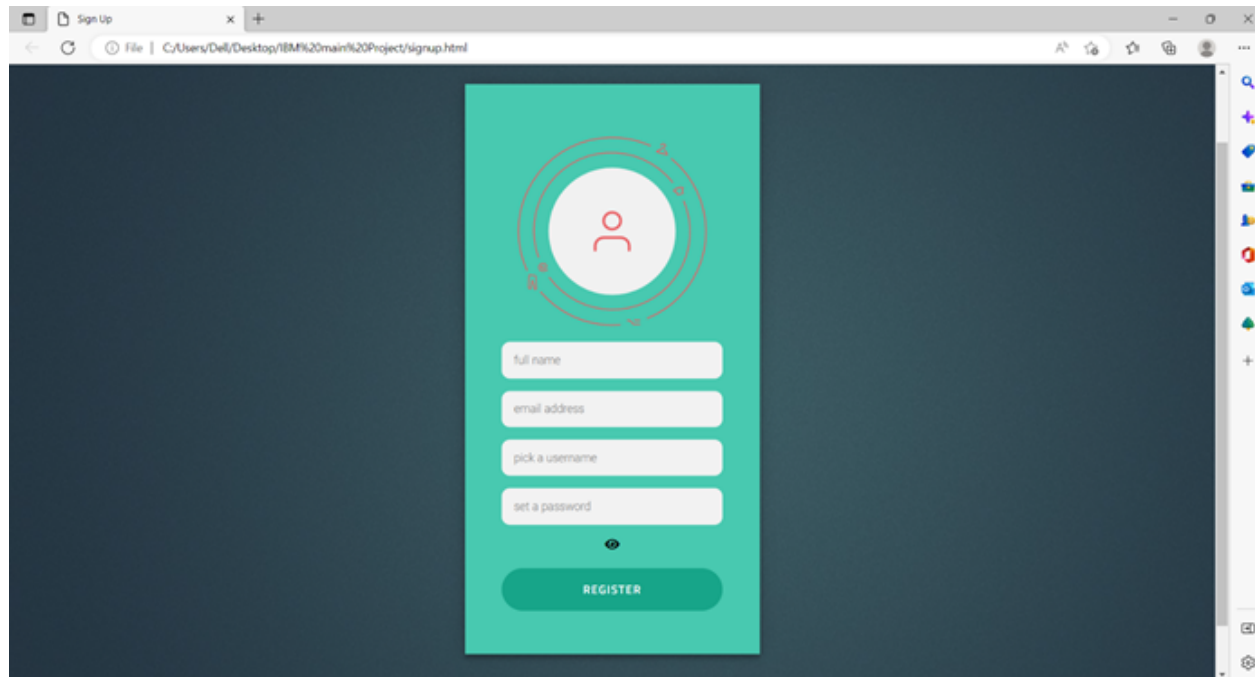 Sign Up
File | C:/Users/Dell/Desktop/IBM%20main%20Project/signup.html
full name
email address
pick a username
set a password
REGISTER